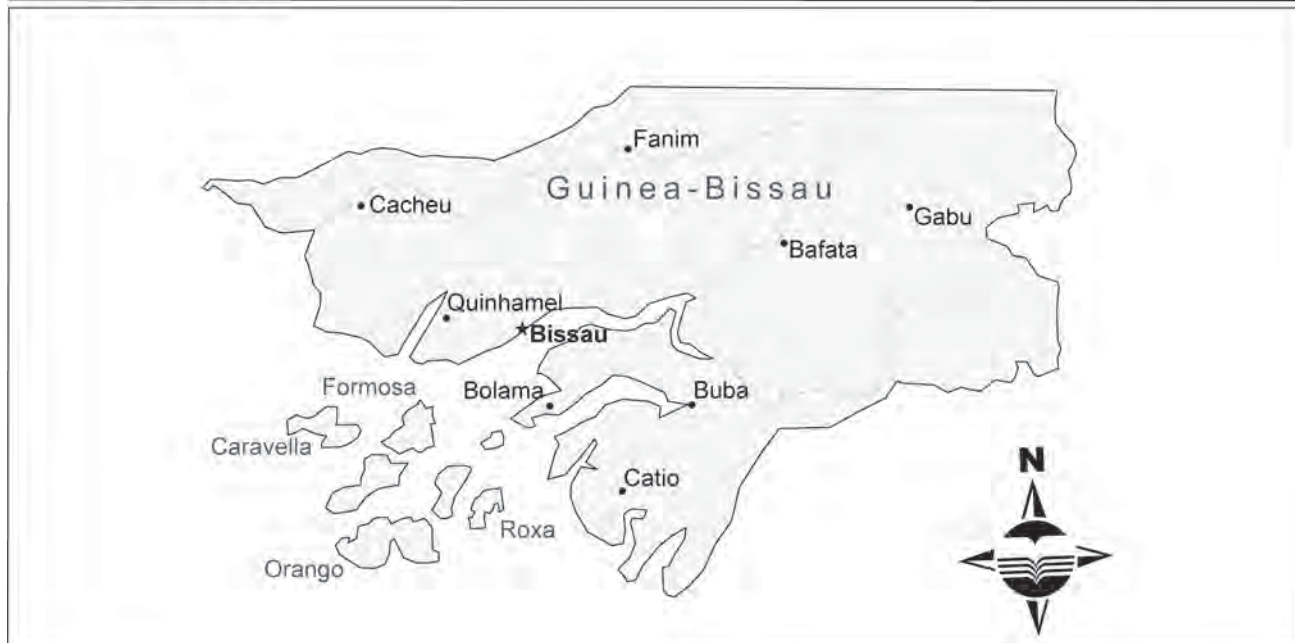 Fanim
Guinea-Bissau
Cacheu
Gabu
Bafata
Quinhamel
Bissau
Formosa
Bolama
Buba
Caravella
Catio
N
Roxa
Orango